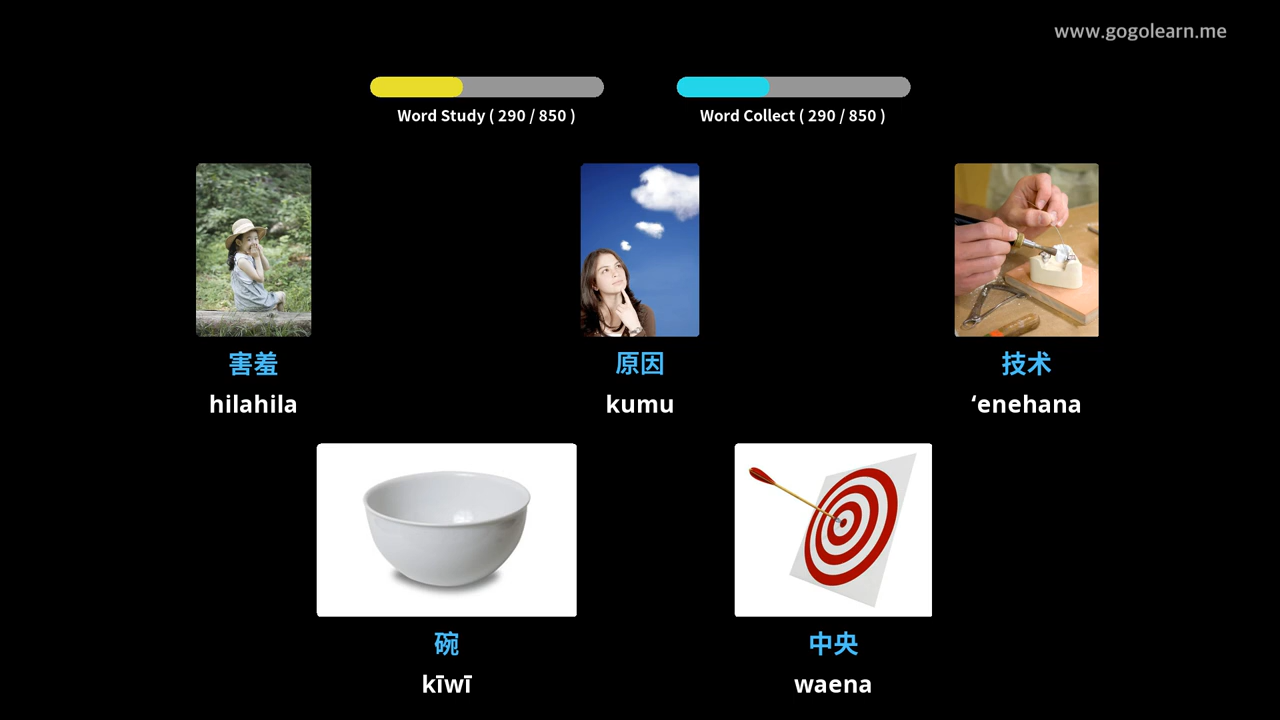 www.gogolearn.me
Word Study ( 290 / 850 )
Word Collect ( 290 / 850 )
害羞
hilahila
原因
kumu
技术
ʻenehana
碗
kīwī
中央
waena